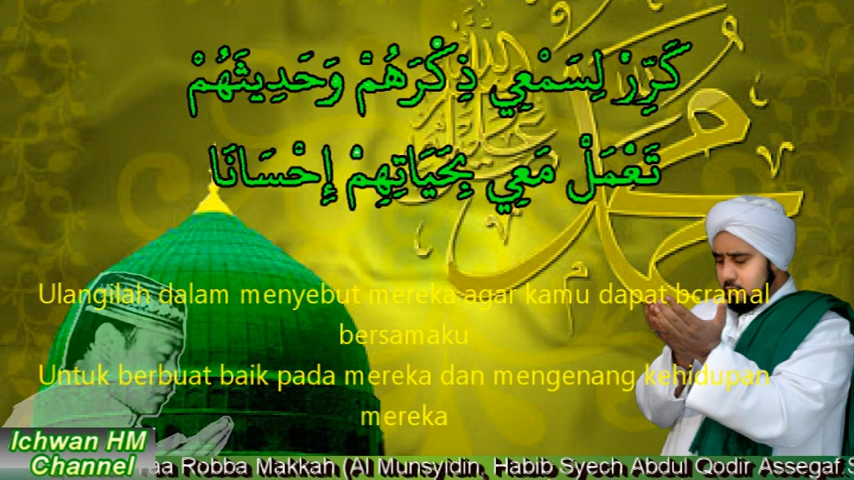 كَرِّرْ لِسَمْعِي ذِكْرَهُمْ وَحَدِيثَهُمْ
تَعْمَلْ مَعِي بِحَيَاتِهِمْ إِحْسَانَا
Ulangilah dalam menyebut mereka agar kamu dapat beramal
bersamaku
Untuk berbuat baik pada mereka dan mengenang kehidupan
mereka
Ichwan HM
Channel
aa Robba Makkah (Al Munsyidin, Habib Syech Abdul Qodir Assegaf.S
محمد